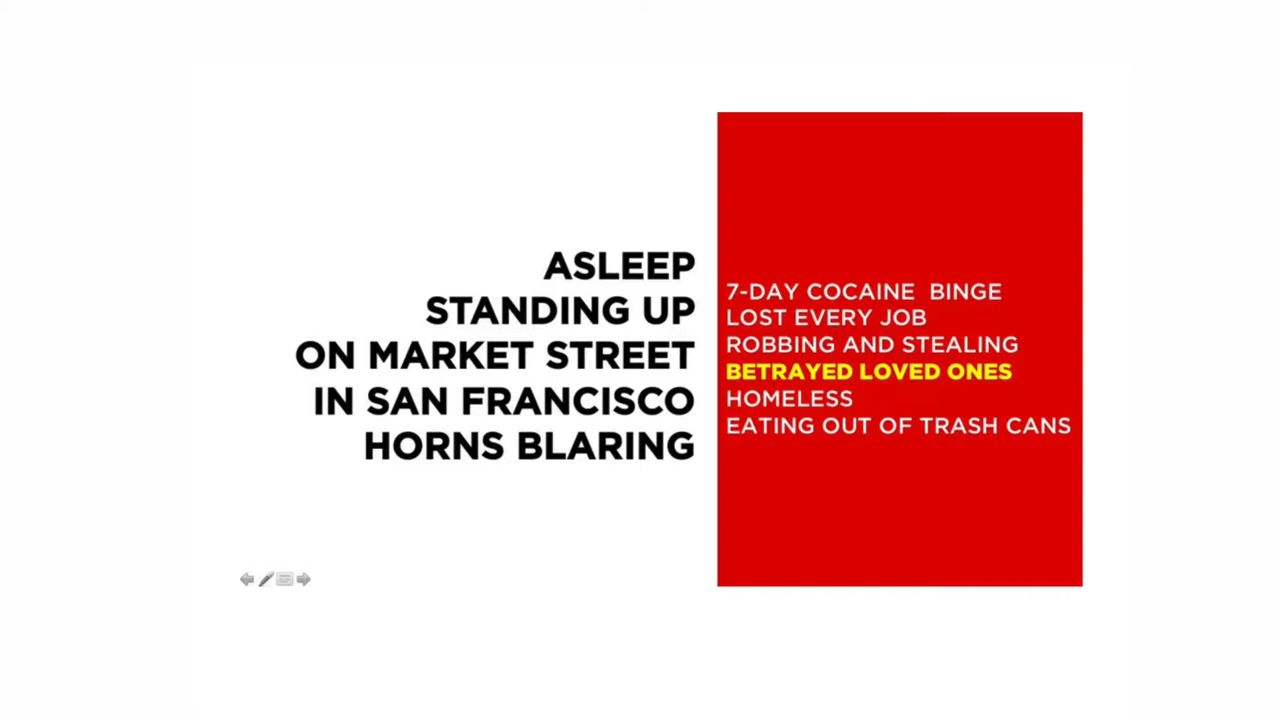 ASLEEP
STANDING UP
ON MARKET STREET
IN SAN FRANCISCO
HORNS BLARING
7-DAY COCAINE BINGE
LOST EVERY JOB
ROBBING AND STEALING
BETRAYED LOVED ONES
HOMELESS
EATING OUT OF TRASH CANS